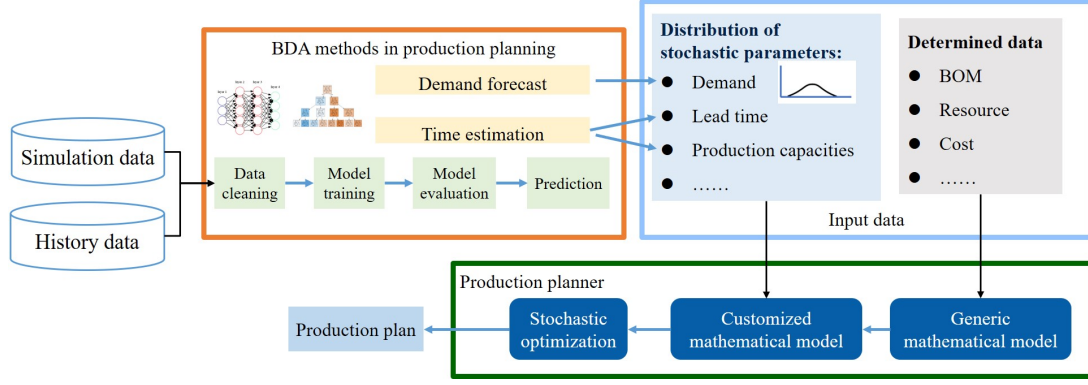 BDA methods in production planning
Demand forecast
Time estimation
Data
cleaning
Model
training
Model
evaluation
Prediction
Simulation data
History data
Distribution of
stochastic parameters:
● Demand
● Lead time
● Production capacities
● ……
Determined data
● BOM
● Resource
● Cost
● ……
Input data
Production planner
Production plan
Stochastic
optimization
Customized
mathematical model
Generic
mathematical model